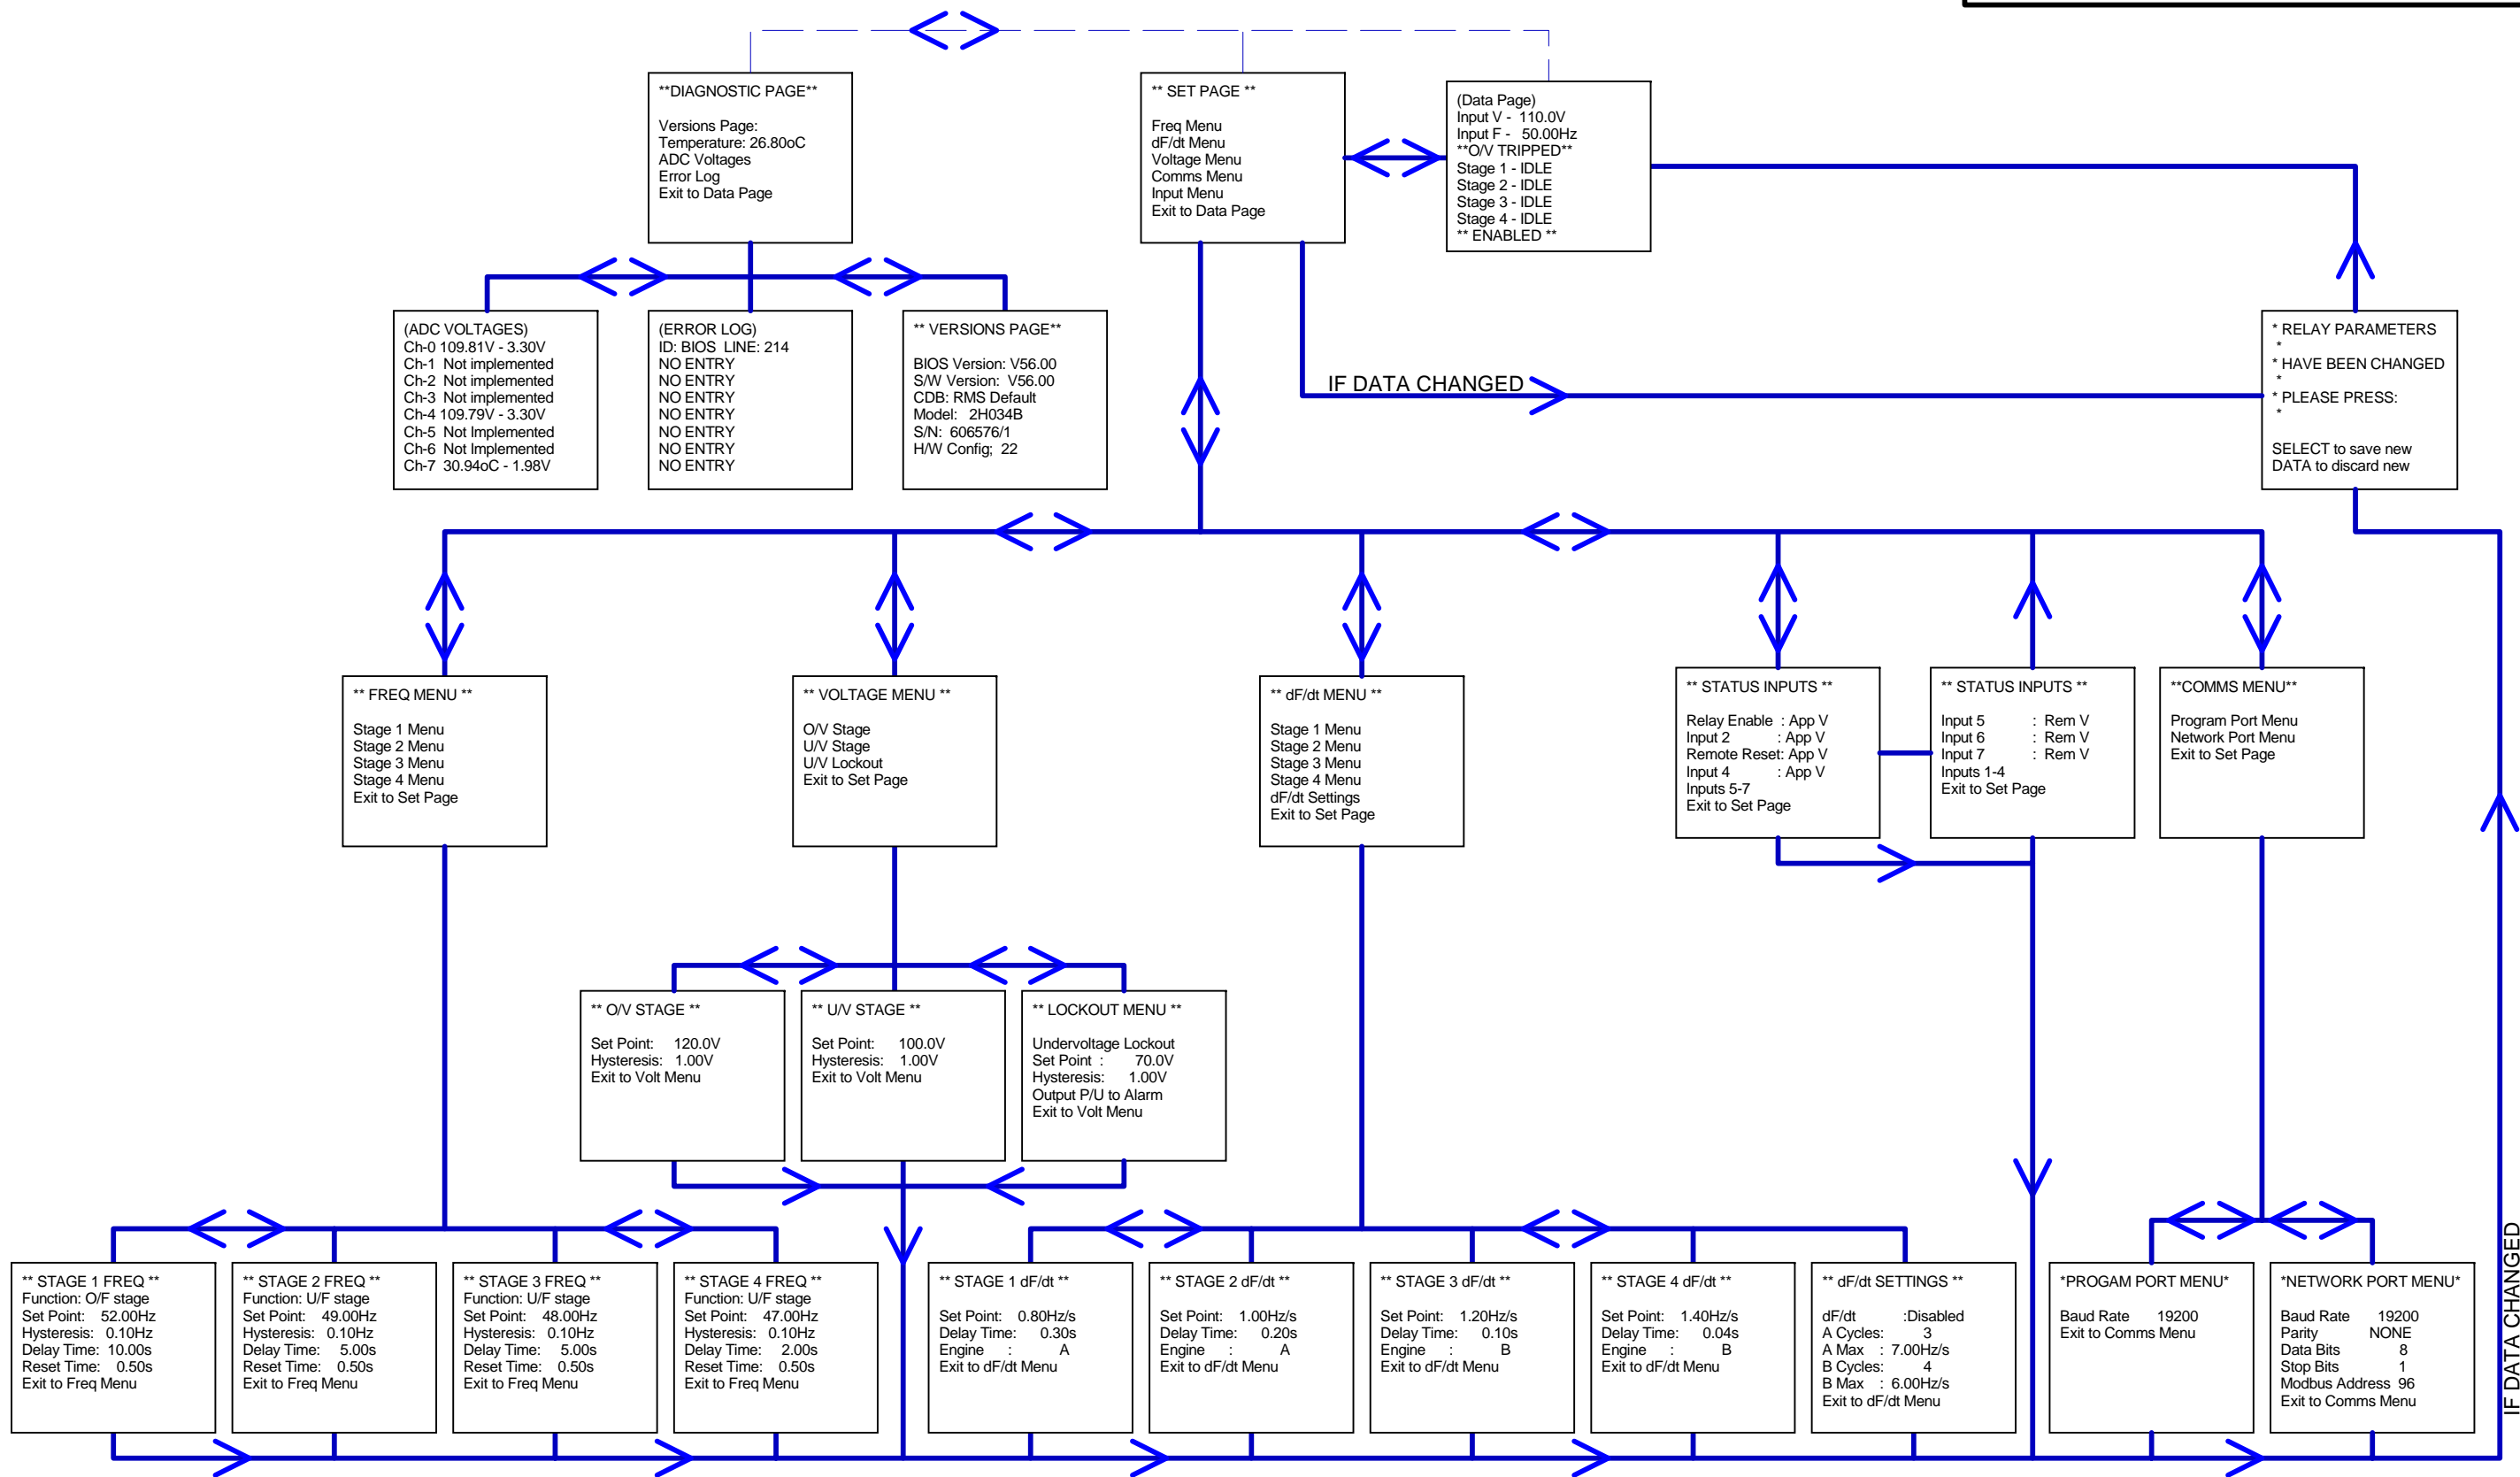 **DIAGNOSTIC PAGE**
Versions Page:
Temperature: 26.80oC
ADC Voltages
Error Log
Exit to Data Page
** SET PAGE **
Freq Menu
dF/dt Menu
Voltage Menu
Comms Menu
Input Menu
Exit to Data Page
(Data Page)
Input V - 110.0V
Input F - 50.00Hz
**O/V TRIPPED**
Stage 1 - IDLE
Stage 2 - IDLE
Stage 3 - IDLE
Stage 4 - IDLE
** ENABLED **
(ADC VOLTAGES)
Ch-0 109.81V - 3.30V
Ch-1 Not implemented
Ch-2 Not implemented
Ch-3 Not implemented
Ch-4 109.79V - 3.30V
Ch-5 Not Implemented
Ch-6 Not Implemented
Ch-7 30.94oC - 1.98V
(ERROR LOG)
ID: BIOS LINE: 214
NO ENTRY
NO ENTRY
NO ENTRY
NO ENTRY
NO ENTRY
NO ENTRY
NO ENTRY
** VERSIONS PAGE**
BIOS Version: V56.00
S/W Version: V56.00
CDB: RMS Default
Model: 2H034B
S/N: 606576/1
H/W Config; 22
IF DATA CHANGED
* RELAY PARAMETERS
*
* HAVE BEEN CHANGED
*
* PLEASE PRESS:
*
SELECT to save new
DATA to discard new
** FREQ MENU **
Stage 1 Menu
Stage 2 Menu
Stage 3 Menu
Stage 4 Menu
Exit to Set Page
** VOLTAGE MENU **
O/V Stage
U/V Stage
U/V Lockout
Exit to Set Page
** dF/dt MENU **
Stage 1 Menu
Stage 2 Menu
Stage 3 Menu
Stage 4 Menu
dF/dt Settings
Exit to Set Page
** STATUS INPUTS **
Relay Enable : App V
Input 2 : App V
Remote Reset: App V
Input 4 : App V
Inputs 5-7
Exit to Set Page
** STATUS INPUTS **
Input 5 : Rem V
Input 6 : Rem V
Input 7 : Rem V
Inputs 1-4
Exit to Set Page
**COMMS MENU**
Program Port Menu
Network Port Menu
Exit to Set Page
** O/V STAGE **
Set Point: 120.0V
Hysteresis: 1.00V
Exit to Volt Menu
** U/V STAGE **
Set Point: 100.0V
Hysteresis: 1.00V
Exit to Volt Menu
** LOCKOUT MENU **
Undervoltage Lockout
Set Point : 70.0V
Hysteresis: 1.00V
Output P/U to Alarm
Exit to Volt Menu
** STAGE 1 FREQ **
Function: O/F stage
Set Point: 52.00Hz
Hysteresis: 0.10Hz
Delay Time: 10.00s
Reset Time: 0.50s
Exit to Freq Menu
** STAGE 2 FREQ **
Function: U/F stage
Set Point: 49.00Hz
Hysteresis: 0.10Hz
Delay Time: 5.00s
Reset Time: 0.50s
Exit to Freq Menu
** STAGE 3 FREQ **
Function: U/F stage
Set Point: 48.00Hz
Hysteresis: 0.10Hz
Delay Time: 5.00s
Reset Time: 0.50s
Exit to Freq Menu
** STAGE 4 FREQ **
Function: U/F stage
Set Point: 47.00Hz
Hysteresis: 0.10Hz
Delay Time: 2.00s
Reset Time: 0.50s
Exit to Freq Menu
** STAGE 1 dF/dt **
Set Point: 0.80Hz/s
Delay Time: 0.30s
Engine : A
Exit to dF/dt Menu
** STAGE 2 dF/dt **
Set Point: 1.00Hz/s
Delay Time: 0.20s
Engine : A
Exit to dF/dt Menu
** STAGE 3 dF/dt **
Set Point: 1.20Hz/s
Delay Time: 0.10s
Engine : B
Exit to dF/dt Menu
** STAGE 4 dF/dt **
Set Point: 1.40Hz/s
Delay Time: 0.04s
Engine : B
Exit to dF/dt Menu
** dF/dt SETTINGS **
dF/dt :Disabled
A Cycles: 3
A Max : 7.00Hz/s
B Cycles: 4
B Max : 6.00Hz/s
Exit to dF/dt Menu
*PROGAM PORT MENU*
Baud Rate 19200
Exit to Comms Menu
*NETWORK PORT MENU*
Baud Rate 19200
Parity NONE
Data Bits 8
Stop Bits 1
Modbus Address 96
Exit to Comms Menu
IF DATA CHANGED